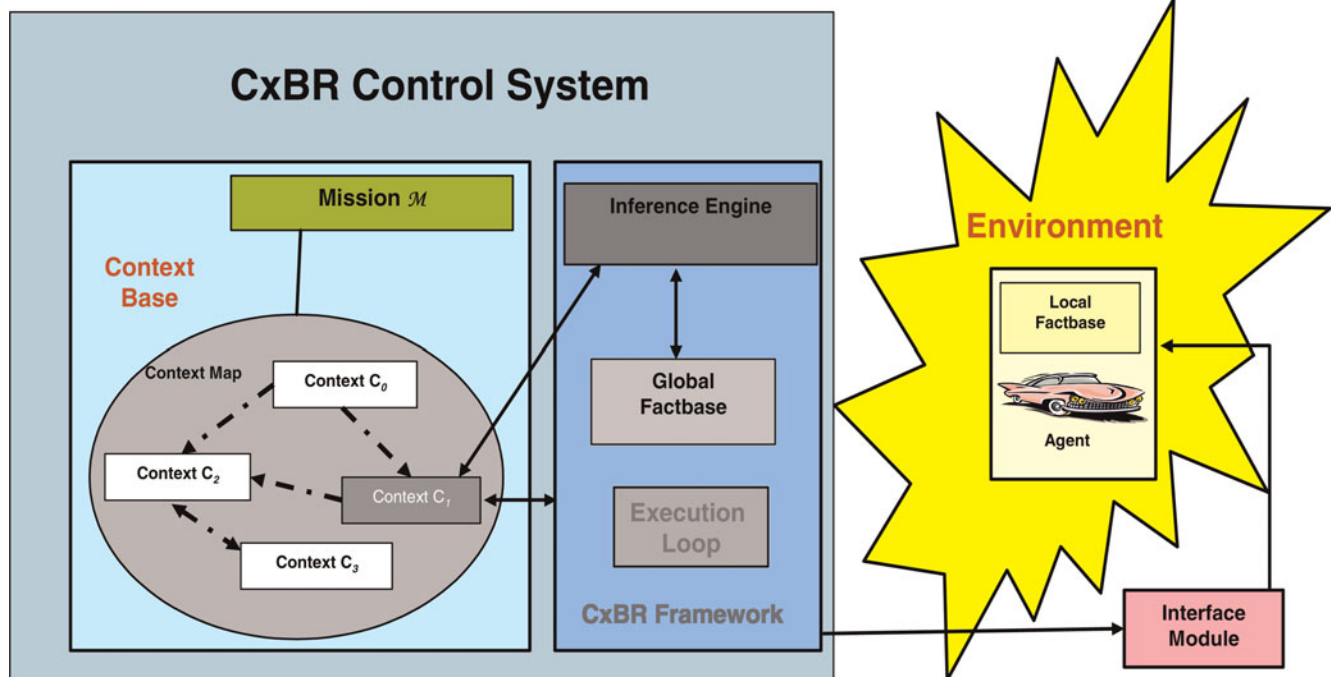 CxBR Control System
Mission ℳ
Context
Base
Context Map
Context C₀
Context C₂
Context C₁
Context C₃
Inference Engine
Global
Factbase
Execution
Loop
CxBR Framework
Environment
Local
Factbase
Agent
Interface
Module